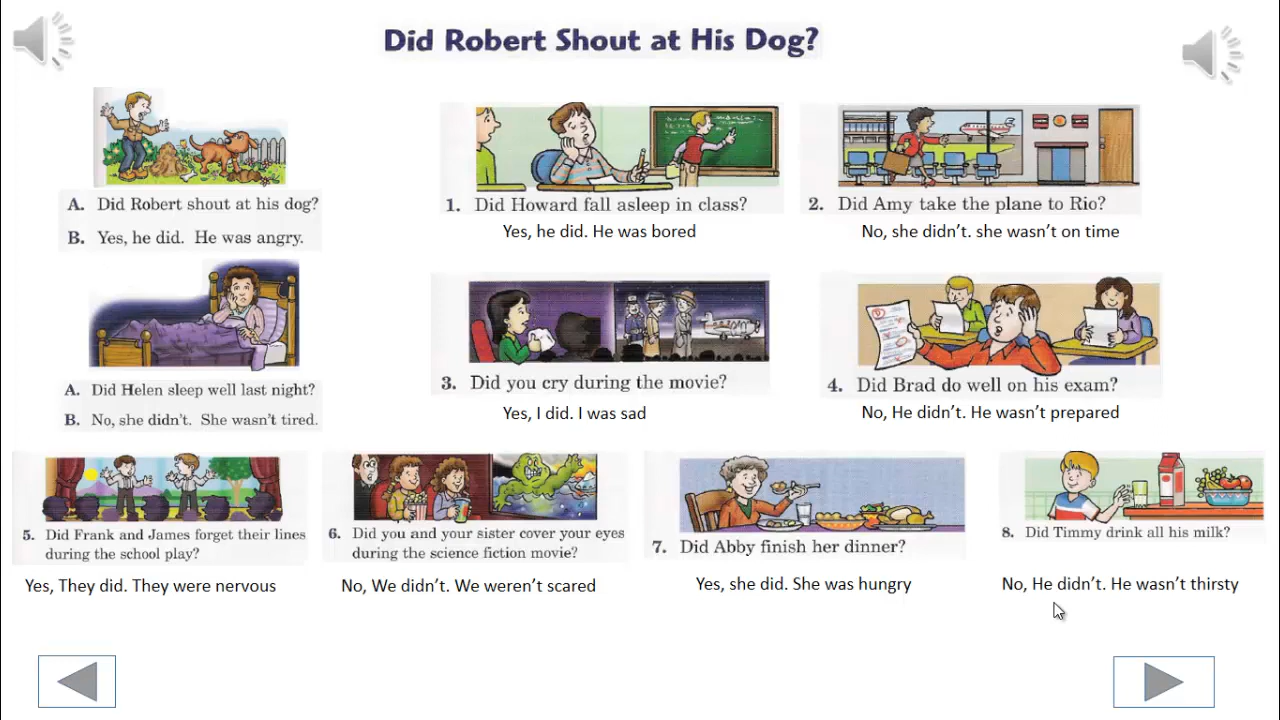 Did Robert Shout at His Dog?
A. Did Robert shout at his dog?
B. Yes, he did. He was angry.
A. Did Helen sleep well last night?
B. No, she didn't. She wasn't tired.
1. Did Howard fall asleep in class?
Yes, he did. He was bored
2. Did Amy take the plane to Rio?
No, she didn't. she wasn't on time
3. Did you cry during the movie?
Yes, I did. I was sad
4. Did Brad do well on his exam?
No, He didn't. He wasn't prepared
5. Did Frank and James forget their lines
during the school play?
Yes, They did. They were nervous
6. Did you and your sister cover your eyes
during the science fiction movie?
No, We didn't. We weren't scared
7. Did Abby finish her dinner?
Yes, she did. She was hungry
8. Did Timmy drink all his milk?
No, He didn't. He wasn't thirsty